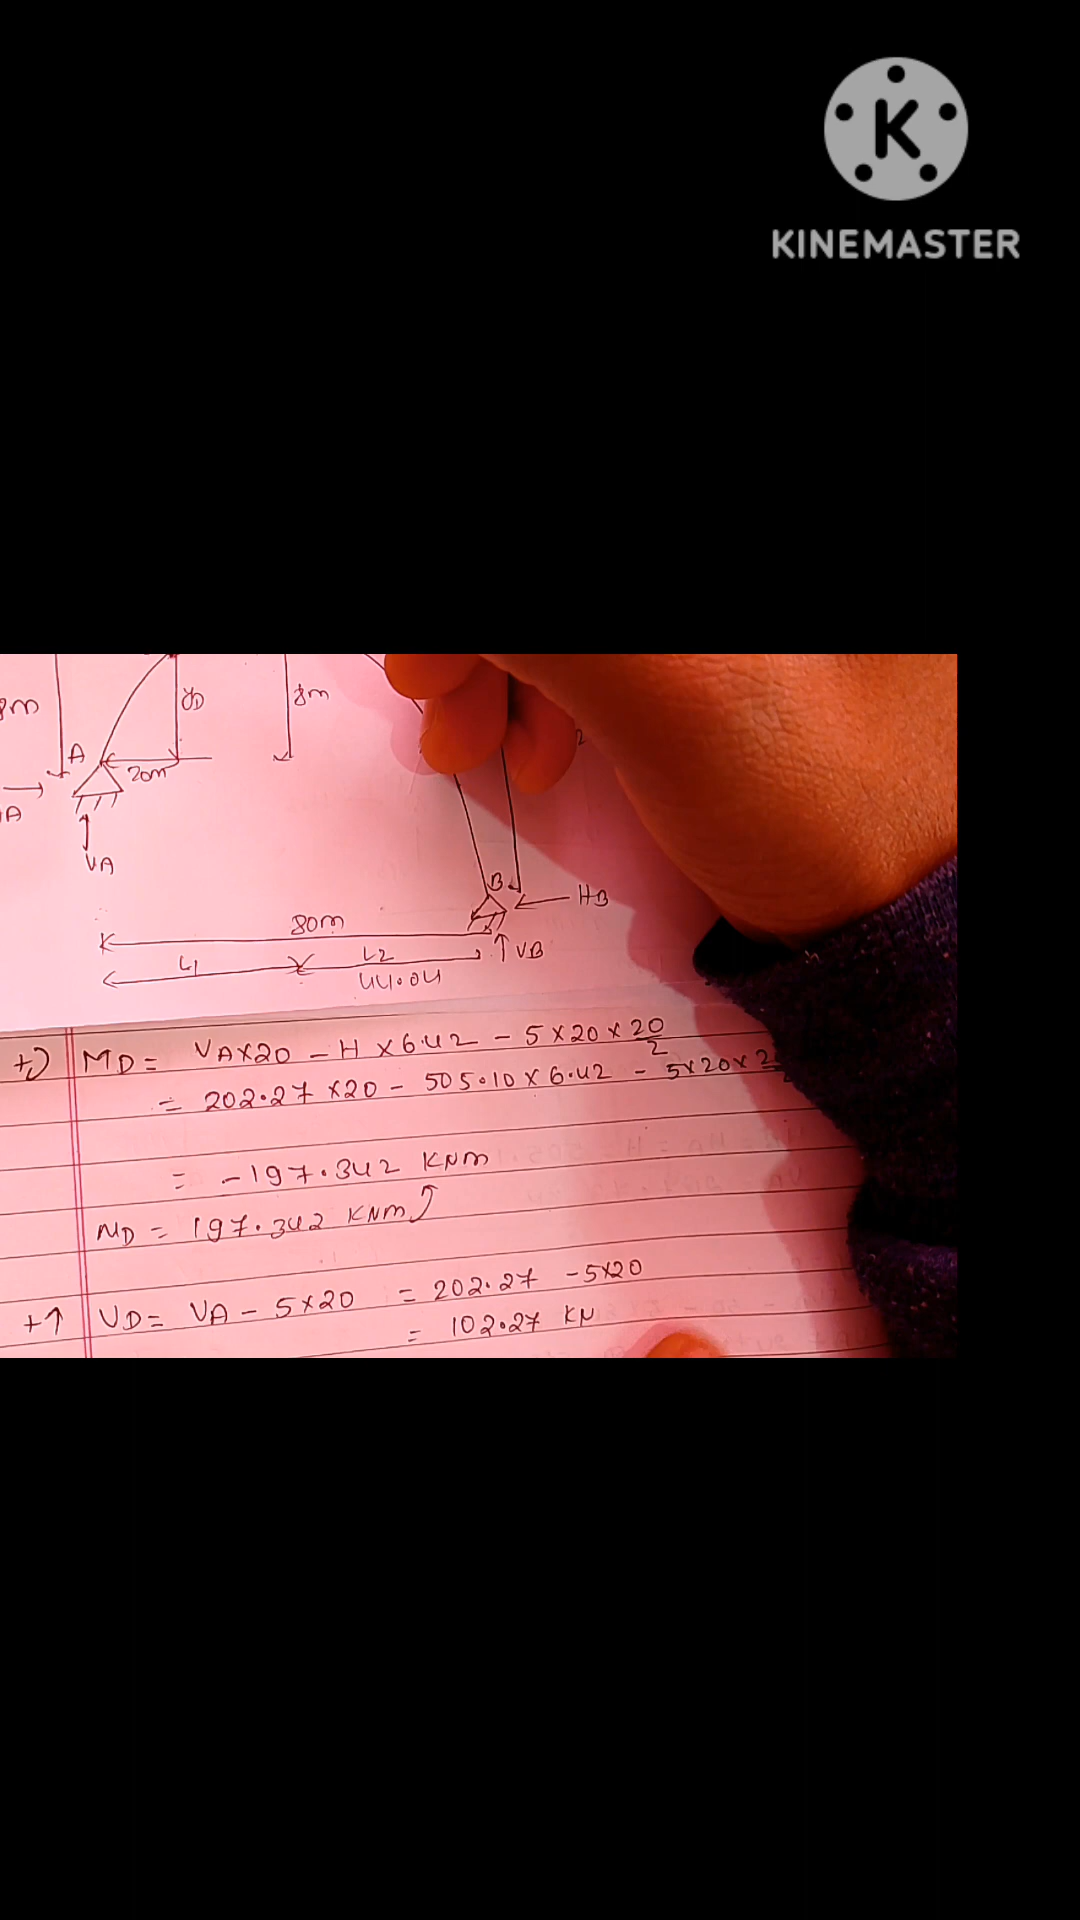 K
KINEMASTER
8m
yD
8m
A
20m
2
A
VA
B
HB
80m
VB
L1
L2
44.04
+↻ MD = VA×20 - H×6.42 - 5×20×20/2
= 202.27×20 - 505.10×6.42 - 5×20×2
= -197.342 KNm
MD = 197.342 KNm
+↑ VD = VA - 5×20 = 202.27 - 5×20
= 102.27 KN